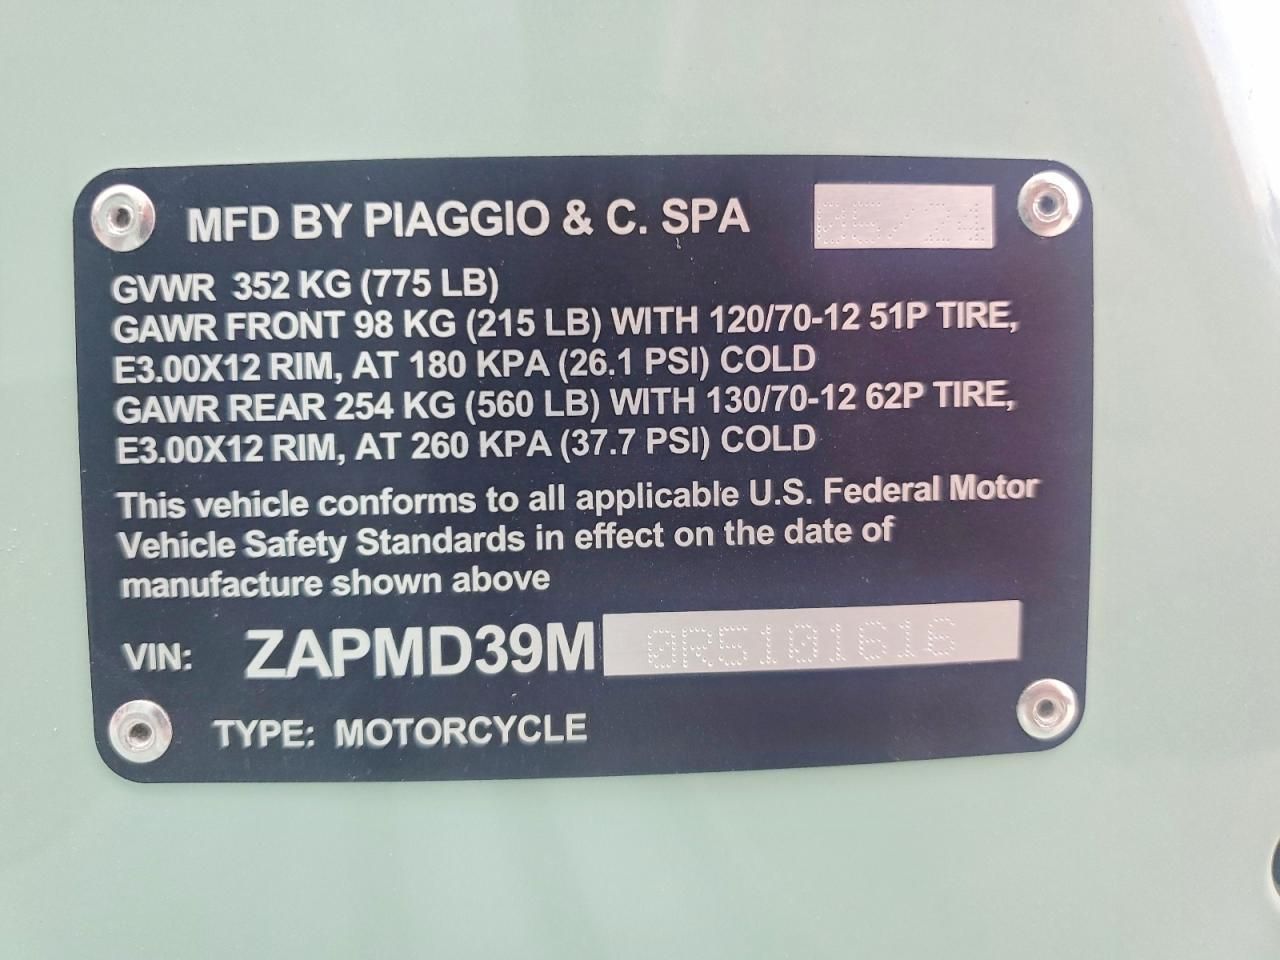 MFD BY PIAGGIO & C. SPA 06/24
GVWR 352 KG (775 LB)
GAWR FRONT 98 KG (215 LB) WITH 120/70-12 51P TIRE,
E3.00X12 RIM, AT 180 KPA (26.1 PSI) COLD
GAWR REAR 254 KG (560 LB) WITH 130/70-12 62P TIRE,
E3.00X12 RIM, AT 260 KPA (37.7 PSI) COLD
This vehicle conforms to all applicable U.S. Federal Motor
Vehicle Safety Standards in effect on the date of
manufacture shown above
VIN: ZAPMD39M0R5101616
TYPE: MOTORCYCLE